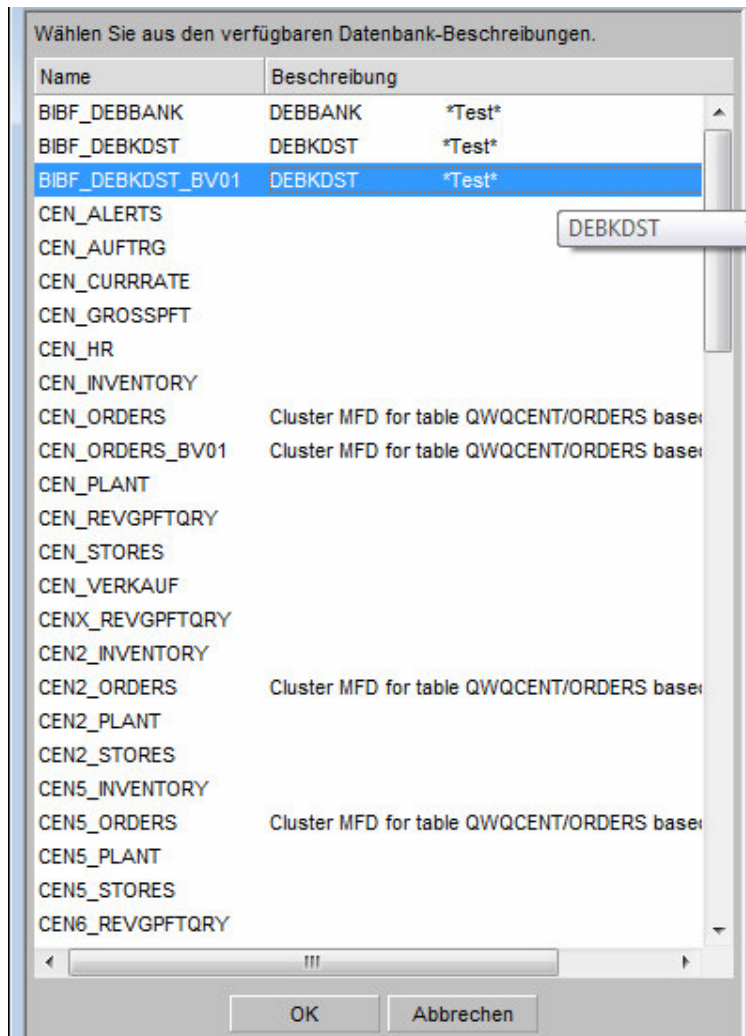 Wählen Sie aus den verfügbaren Datenbank-Beschreibungen.
Name Beschreibung
BIBF_DEBBANK DEBBANK *Test*
BIBF_DEBKDST DEBKDST *Test*
BIBF_DEBKDST_BV01 DEBKDST *Test*
CEN_ALERTS
DEBKDST
CEN_AUFTRG
CEN_CURRRATE
CEN_GROSSPFT
CEN_HR
CEN_INVENTORY
CEN_ORDERS Cluster MFD for table QWQCENT/ORDERS based
CEN_ORDERS_BV01 Cluster MFD for table QWQCENT/ORDERS based
CEN_PLANT
CEN_REVGPFTQRY
CEN_STORES
CEN_VERKAUF
CENX_REVGPFTQRY
CEN2_INVENTORY
CEN2_ORDERS Cluster MFD for table QWQCENT/ORDERS based
CEN2_PLANT
CEN2_STORES
CEN5_INVENTORY
CEN5_ORDERS Cluster MFD for table QWQCENT/ORDERS based
CEN5_PLANT
CEN5_STORES
CEN6_REVGPFTQRY
OK Abbrechen